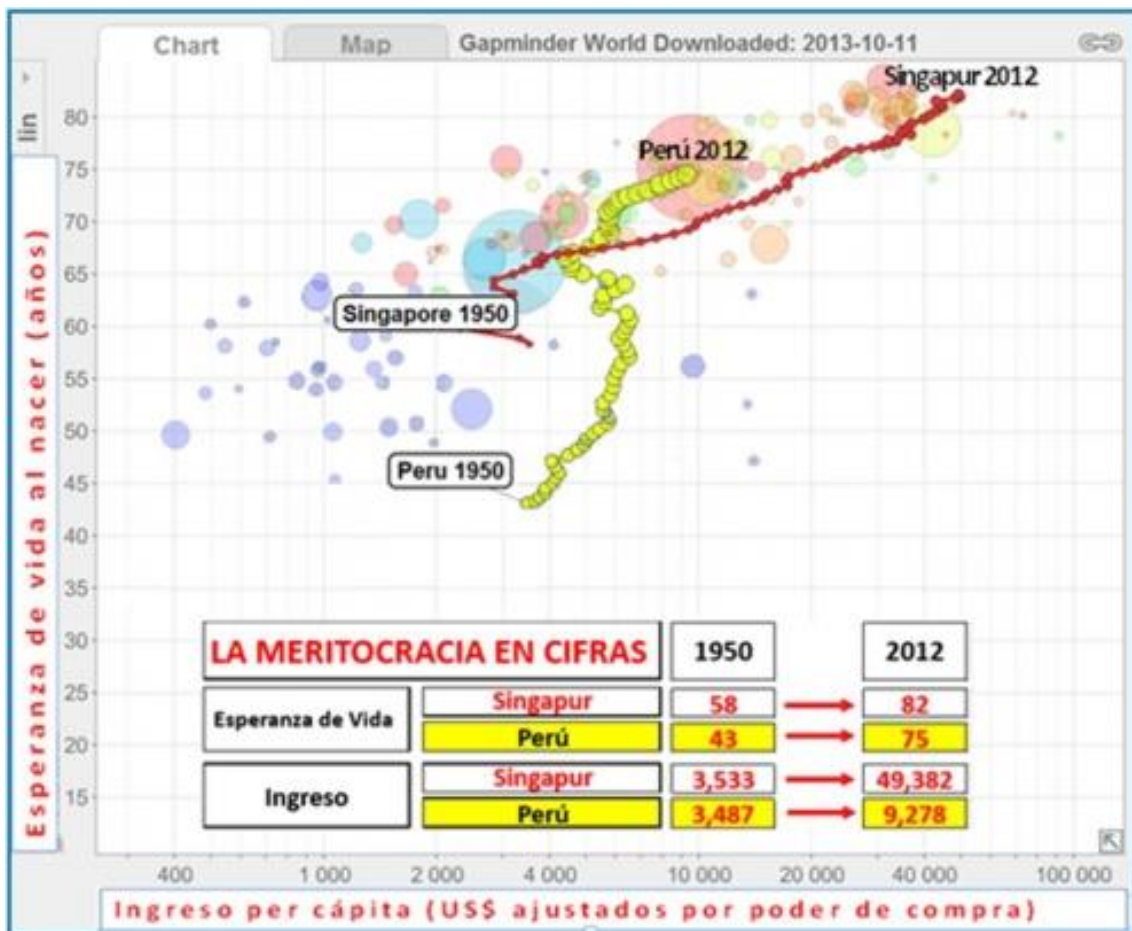 Chart
Map
Gapminder World Downloaded: 2013-10-11
lin
Esperanza de vida al nacer (años)
80
75
70
65
60
55
50
45
40
35
30
25
20
15
Singapur 2012
Perú 2012
Singapore 1950
Peru 1950
LA MERITOCRACIA EN CIFRAS 1950 2012
Esperanza de Vida
Singapur 58 82
Perú 43 75
Ingreso
Singapur 3,533 49,382
Perú 3,487 9,278
400 1 000 2 000 4 000 10 000 20 000 40 000 100 000
Ingreso per cápita (US$ ajustados por poder de compra)